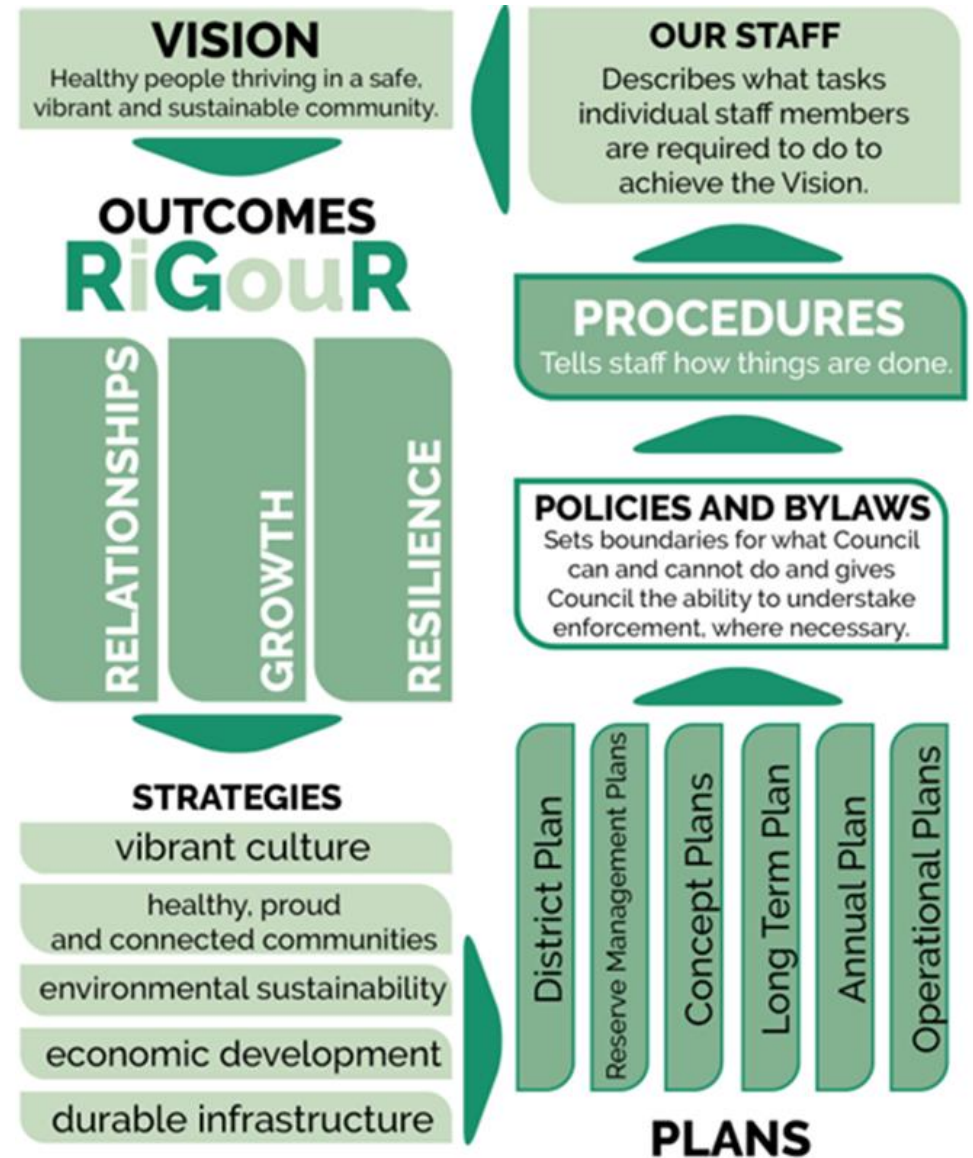 VISION
Healthy people thriving in a safe,
vibrant and sustainable community.
OUTCOMES
RiGouR
RELATIONSHIPS
GROWTH
RESILIENCE
STRATEGIES
vibrant culture
healthy, proud
and connected communities
environmental sustainability
economic development
durable infrastructure
PLANS
District Plan
Reserve Management Plans
Concept Plans
Long Term Plan
Annual Plan
Operational Plans
POLICIES AND BYLAWS
Sets boundaries for what Council
can and cannot do and gives
Council the ability to understake
enforcement, where necessary.
PROCEDURES
Tells staff how things are done.
OUR STAFF
Describes what tasks
individual staff members
are required to do to
achieve the Vision.